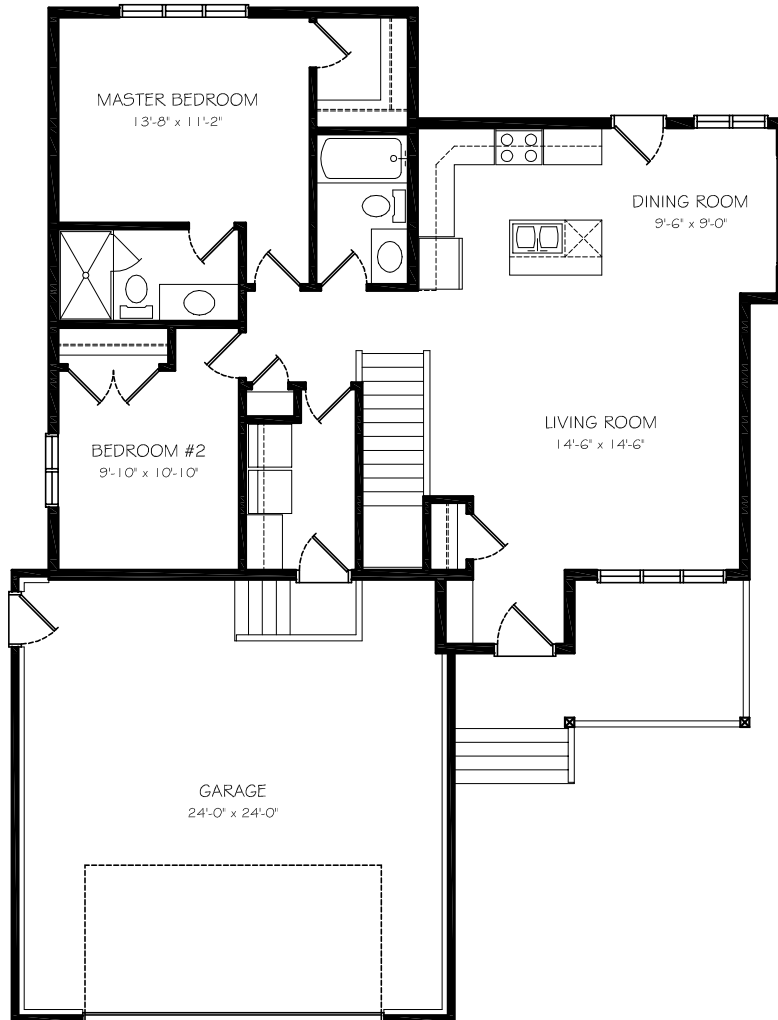 MASTER BEDROOM
13'-8" x 11'-2"
DINING ROOM
9'-6" x 9'-0"
LIVING ROOM
14'-6" x 14'-6"
BEDROOM #2
9'-10" x 10'-10"
GARAGE
24'-0" x 24'-0"